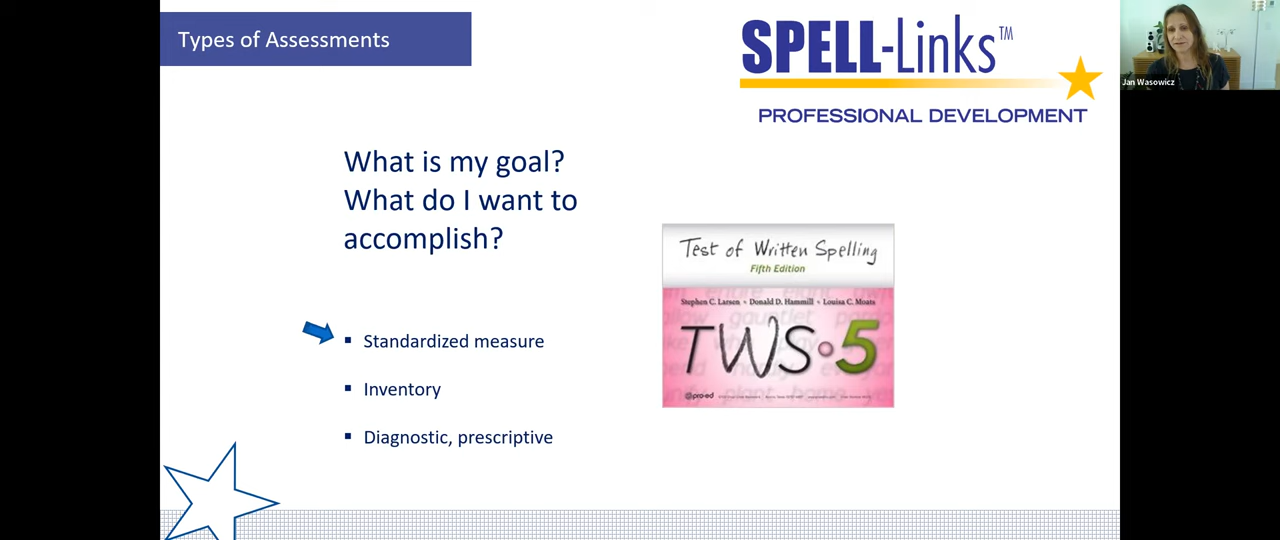 Types of Assessments
SPELL-Links™
PROFESSIONAL DEVELOPMENT
Jan Wasowicz
What is my goal?
What do I want to
accomplish?
Test of Written Spelling
Fifth Edition
Stephen C. Larsen • Donald D. Hammill • Louisa C. Moats
TWS•5
pro·ed
▪ Standardized measure
▪ Inventory
▪ Diagnostic, prescriptive